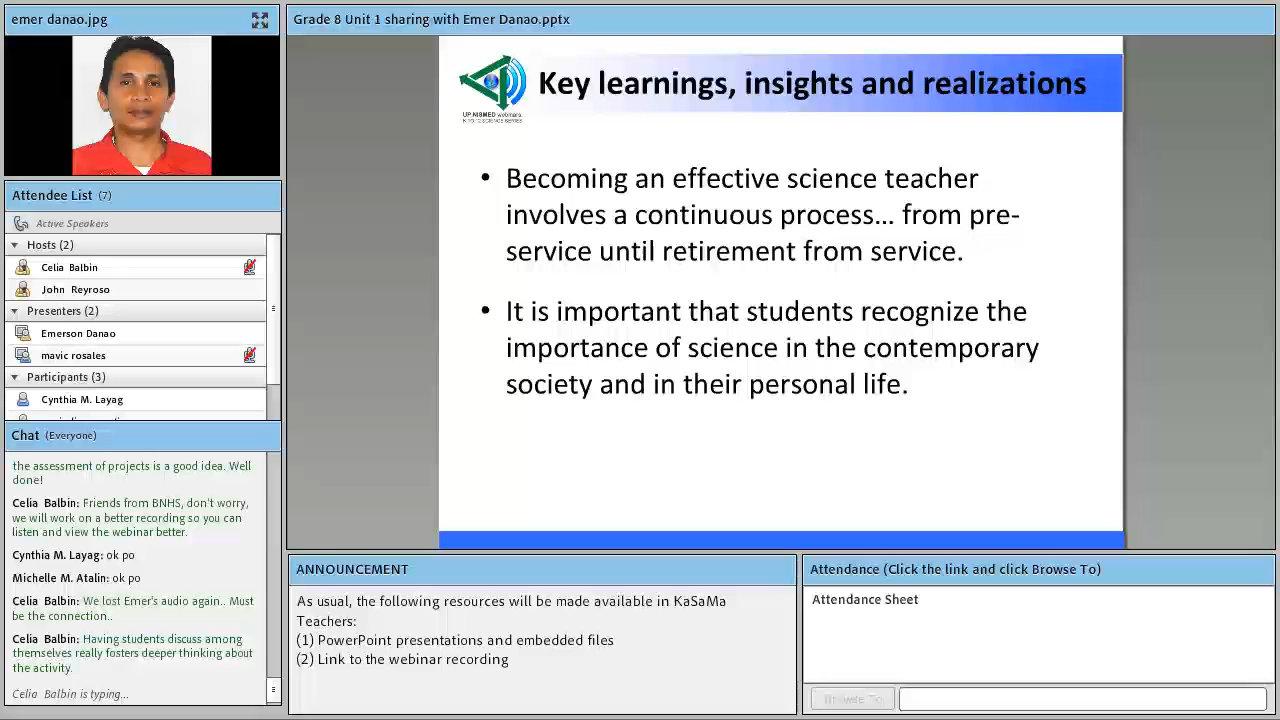 emer danao.jpg
Attendee List (7)
Active Speakers
Hosts (2)
Celia Balbin
John Reyroso
Presenters (2)
Emerson Danao
mavic rosales
Participants (3)
Cynthia M. Layag
Chat (Everyone)
the assessment of projects is a good idea. Well
done!
Celia Balbin: Friends from BNHS, don't worry,
we will work on a better recording so you can
listen and view the webinar better.
Cynthia M. Layag: ok po
Michelle M. Atalin: ok po
Celia Balbin: We lost Emer's audio again.. Must
be the connection..
Celia Balbin: Having students discuss among
themselves really fosters deeper thinking about
the activity.
Celia Balbin is typing...
Grade 8 Unit 1 sharing with Emer Danao.pptx
UP NISMED webinars
K TO 12 SCIENCE SERIES
Key learnings, insights and realizations
• Becoming an effective science teacher
involves a continuous process... from pre-
service until retirement from service.
• It is important that students recognize the
importance of science in the contemporary
society and in their personal life.
ANNOUNCEMENT
As usual, the following resources will be made available in KaSaMa
Teachers:
(1) PowerPoint presentations and embedded files
(2) Link to the webinar recording
Attendance (Click the link and click Browse To)
Attendance Sheet
Browse To